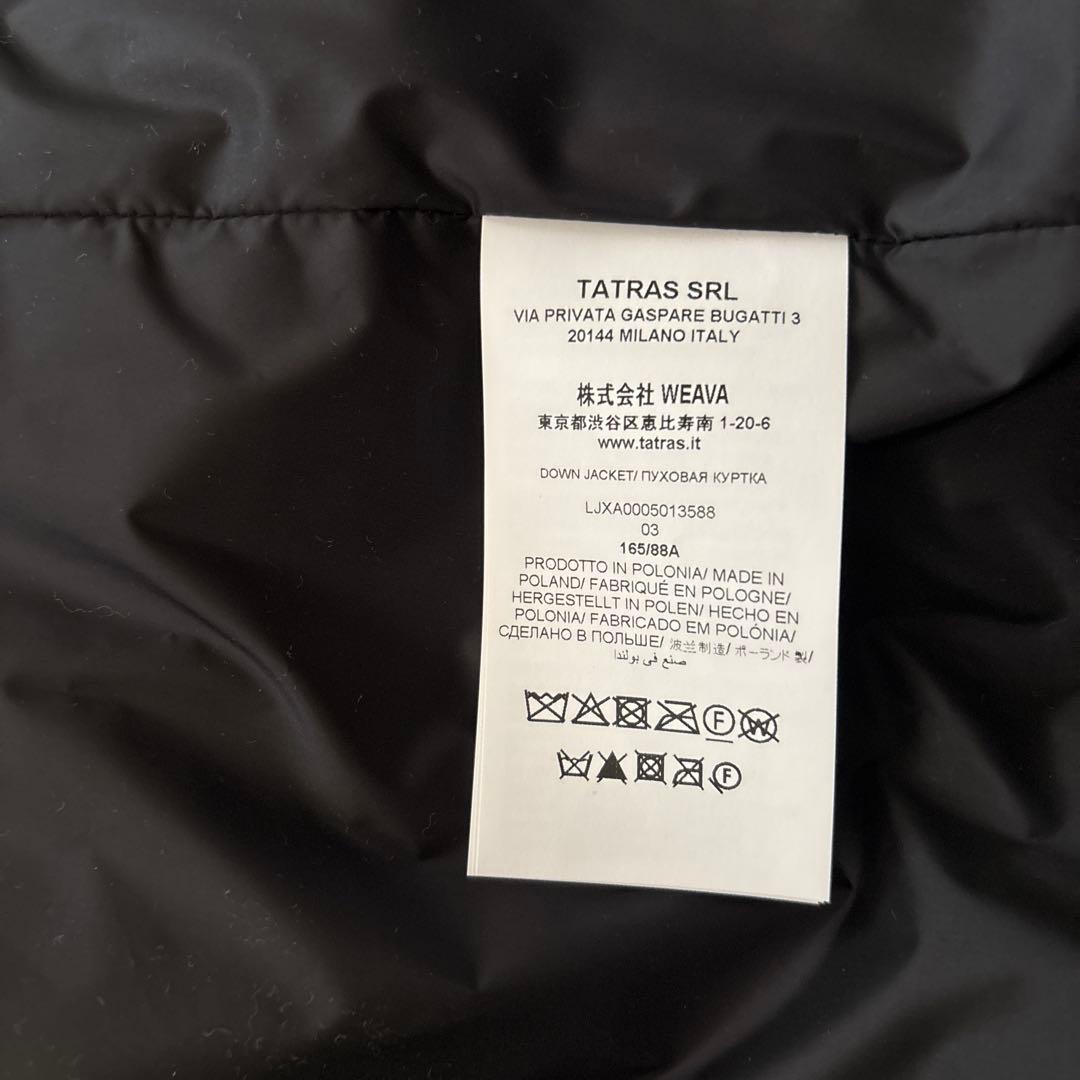 TATRAS SRL
VIA PRIVATA GASPARE BUGATTI 3
20144 MILANO ITALY
株式会社 WEAVA
東京都渋谷区恵比寿南 1-20-6
www.tatras.it
DOWN JACKET/ ПУХОВАЯ КУРТКА
LJXA0005013588
03
165/88A
PRODOTTO IN POLONIA/ MADE IN
POLAND/ FABRIQUÉ EN POLOGNE/
HERGESTELLT IN POLEN/ HECHO EN
POLONIA/ FABRICADO EM POLÓNIA/
СДЕЛАНО В ПОЛЬШЕ/ 波兰制造/ ポーランド製/
صنع في بولندا
F W
F